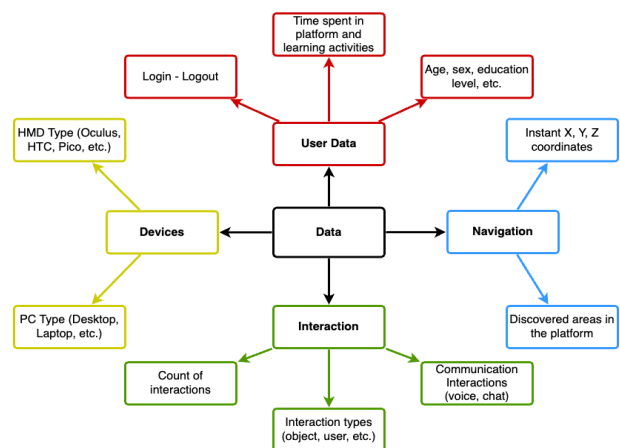 Time spent in
platform and
learning activities
Login - Logout
Age, sex, education
level, etc.
HMD Type (Oculus,
HTC, Pico, etc.)
User Data
Instant X, Y, Z
coordinates
Devices
Data
Navigation
PC Type (Desktop,
Laptop, etc.)
Interaction
Discovered areas in
the platform
Count of
interactions
Communication
Interactions
(voice, chat)
Interaction types
(object, user, etc.)